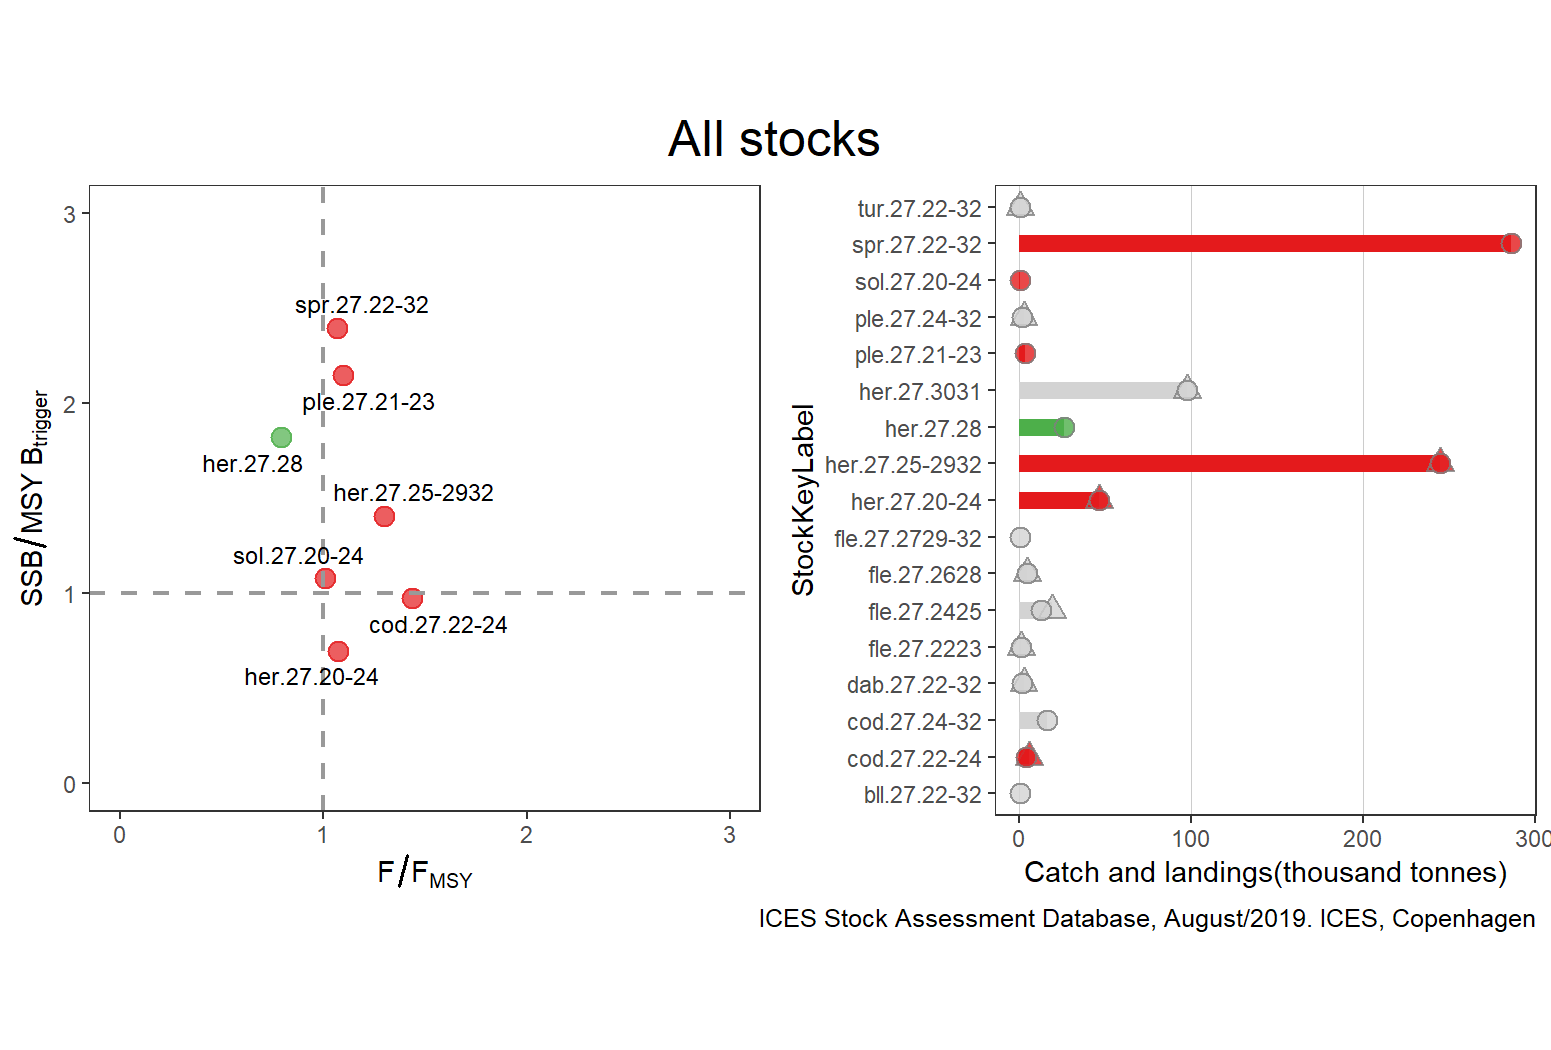 All stocks
3
2
1
0
0
1
2
3
SSB/MSY Btrigger
F/FMSY
spr.27.22-32
ple.27.21-23
her.27.28
her.27.25-2932
sol.27.20-24
cod.27.22-24
her.27.20-24
StockKeyLabel
tur.27.22-32
spr.27.22-32
sol.27.20-24
ple.27.24-32
ple.27.21-23
her.27.3031
her.27.28
her.27.25-2932
her.27.20-24
fle.27.2729-32
fle.27.2628
fle.27.2425
fle.27.2223
dab.27.22-32
cod.27.24-32
cod.27.22-24
bll.27.22-32
0
100
200
300
Catch and landings(thousand tonnes)
ICES Stock Assessment Database, August/2019. ICES, Copenhagen